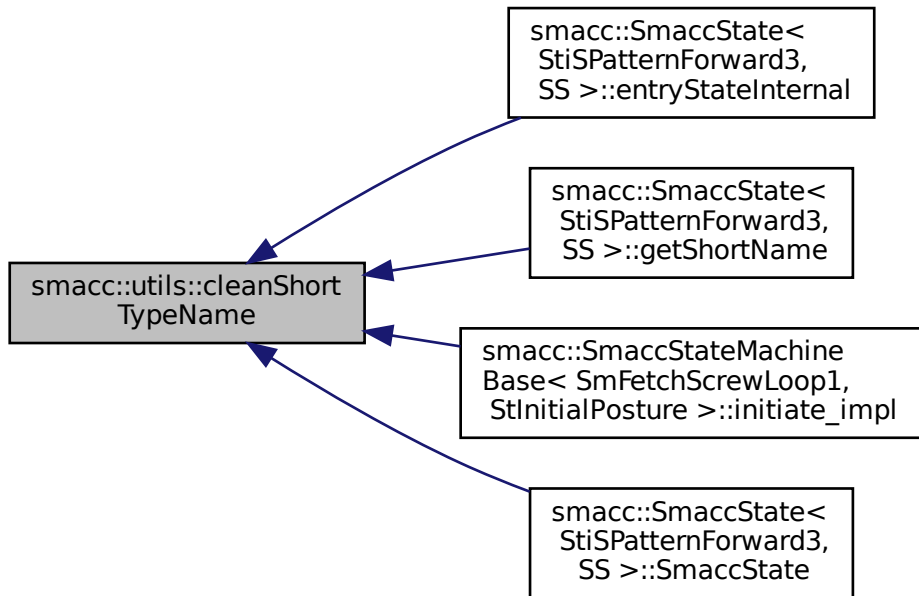 smacc::SmaccState<
StiSPatternForward3,
SS >::entryStateInternal
smacc::SmaccState<
StiSPatternForward3,
SS >::getShortName
smacc::utils::cleanShort
TypeName
smacc::SmaccStateMachine
Base< SmFetchScrewLoop1,
StInitialPosture >::initiate_impl
smacc::SmaccState<
StiSPatternForward3,
SS >::SmaccState